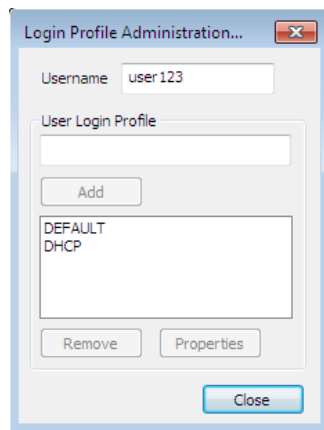 Login Profile Administration...
Username user123
User Login Profile
Add
DEFAULT
DHCP
Remove Properties
Close